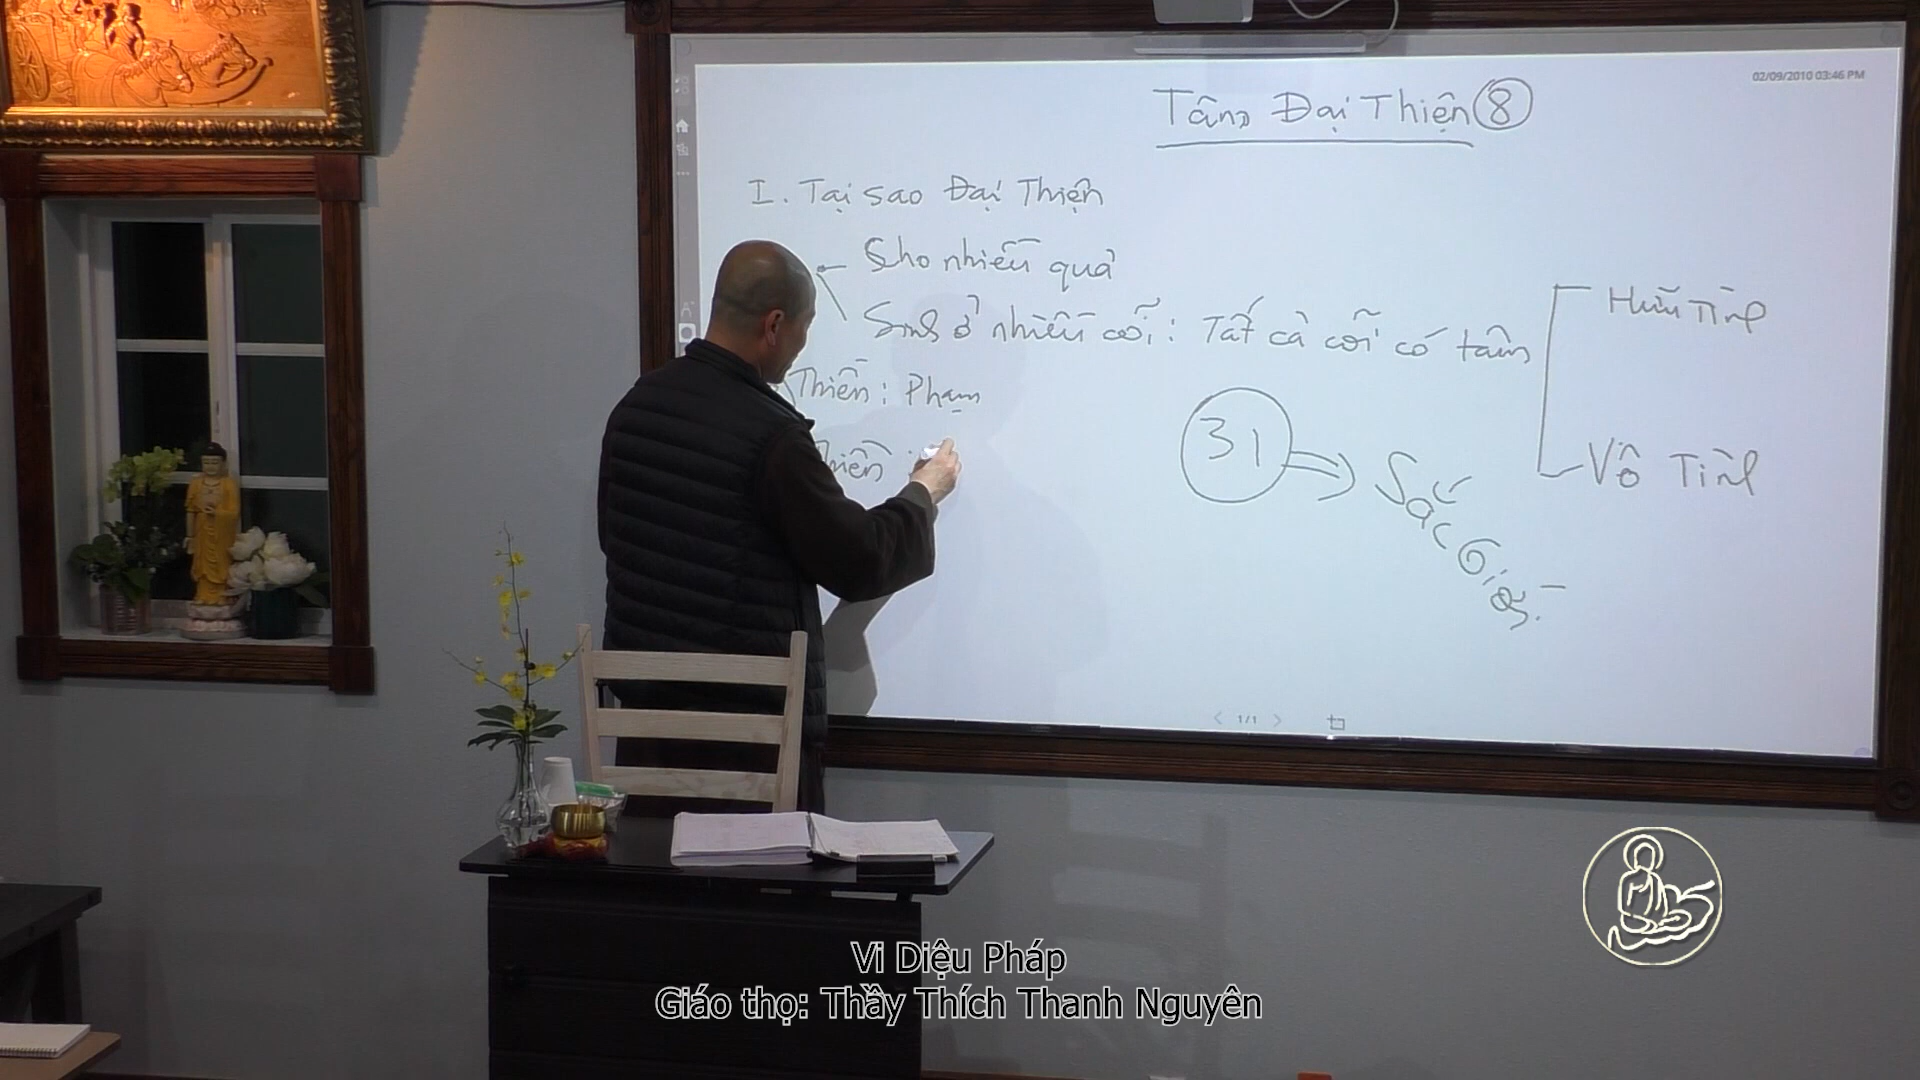 02/09/2010 03:46 PM
Tâm Đại Thiện 8
I. Tại sao Đại Thiện
Cho nhiều quả
Sinh ở nhiều cõi : Tất cả cõi có tâm
Hữu Tình
Thiền : Phạm
31
Vô Tình
Thiền :
Sắc Giới
1/1
Vi Diệu Pháp
Giáo thọ: Thầy Thích Thanh Nguyên